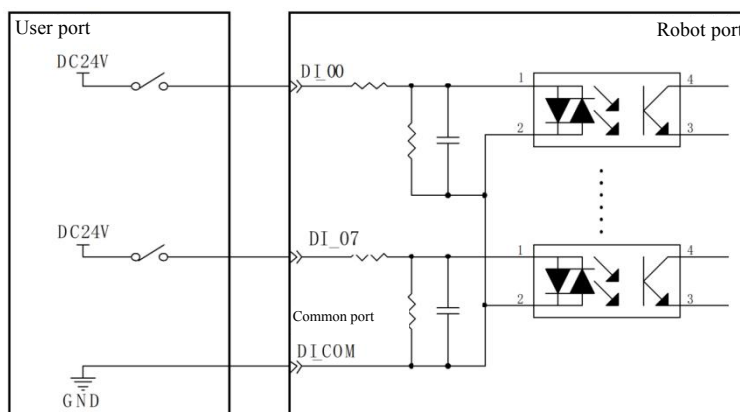 User port
Robot port
DC24V
DI_00
1
4
2
3
DC24V
DI_07
1
4
Common port
2
3
DI_COM
GND